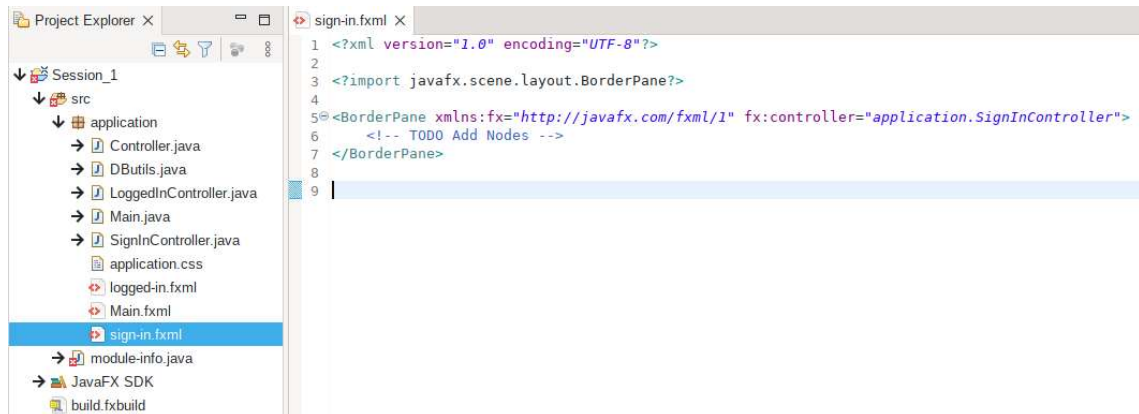 Project Explorer
Session_1
src
application
Controller.java
DButils.java
LoggedInController.java
Main.java
SignInController.java
application.css
logged-in.fxml
Main.fxml
sign-in.fxml
module-info.java
JavaFX SDK
build.fxbuild
sign-in.fxml
1 <?xml version="1.0" encoding="UTF-8"?>
2
3 <?import javafx.scene.layout.BorderPane?>
4
5 <BorderPane xmlns:fx="http://javafx.com/fxml/1" fx:controller="application.SignInController">
6 <!-- TODO Add Nodes -->
7 </BorderPane>
8
9